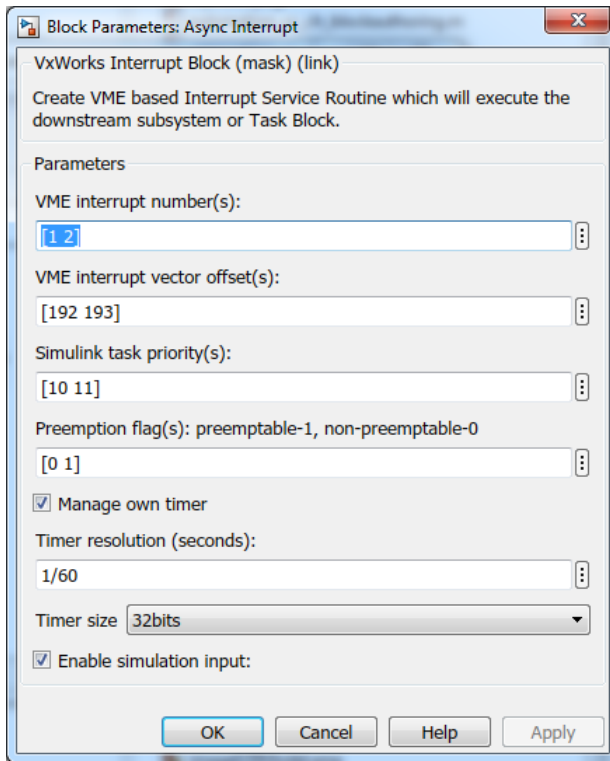 Block Parameters: Async Interrupt
VxWorks Interrupt Block (mask) (link)
Create VME based Interrupt Service Routine which will execute the
downstream subsystem or Task Block.
Parameters
VME interrupt number(s):
[1 2]
VME interrupt vector offset(s):
[192 193]
Simulink task priority(s):
[10 11]
Preemption flag(s): preemptable-1, non-preemptable-0
[0 1]
Manage own timer
Timer resolution (seconds):
1/60
Timer size 32bits
Enable simulation input:
OK Cancel Help Apply